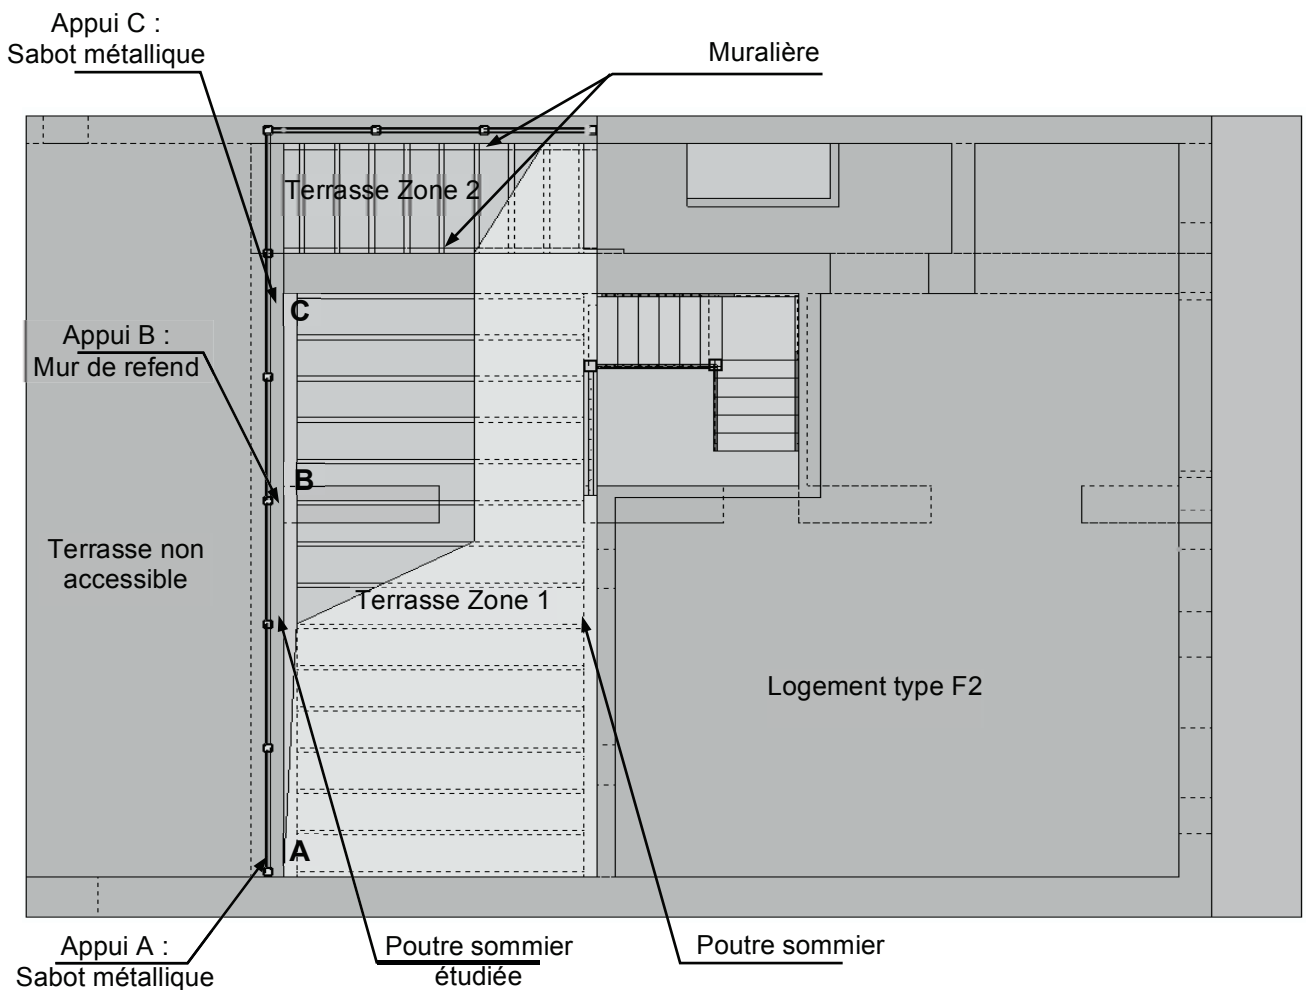 Appui C :
Sabot métallique
Muralière
Terrasse Zone 2
C
Appui B :
Mur de refend
B
Terrasse non
accessible
Terrasse Zone 1
Logement type F2
A
Appui A :
Sabot métallique
Poutre sommier
étudiée
Poutre sommier